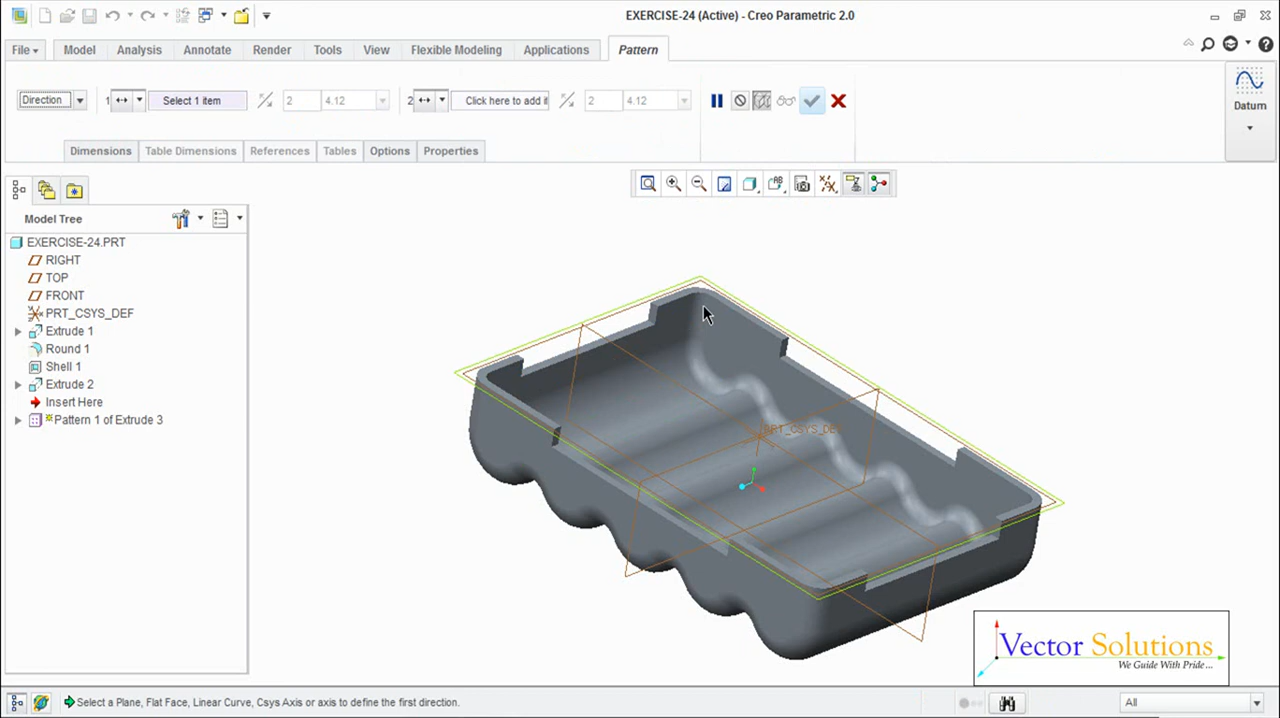 EXERCISE-24 (Active) - Creo Parametric 2.0
File Model Analysis Annotate Render Tools View Flexible Modeling Applications Pattern
Direction 1 Select 1 item 2 4.12 2 Click here to add it 2 4.12
Datum
Dimensions Table Dimensions References Tables Options Properties
Model Tree
EXERCISE-24.PRT
RIGHT
TOP
FRONT
PRT_CSYS_DEF
Extrude 1
Round 1
Shell 1
Extrude 2
Insert Here
Pattern 1 of Extrude 3
PRT_CSYS_DEF
Vector Solutions
We Guide With Pride...
Select a Plane, Flat Face, Linear Curve, Csys Axis or axis to define the first direction.
All